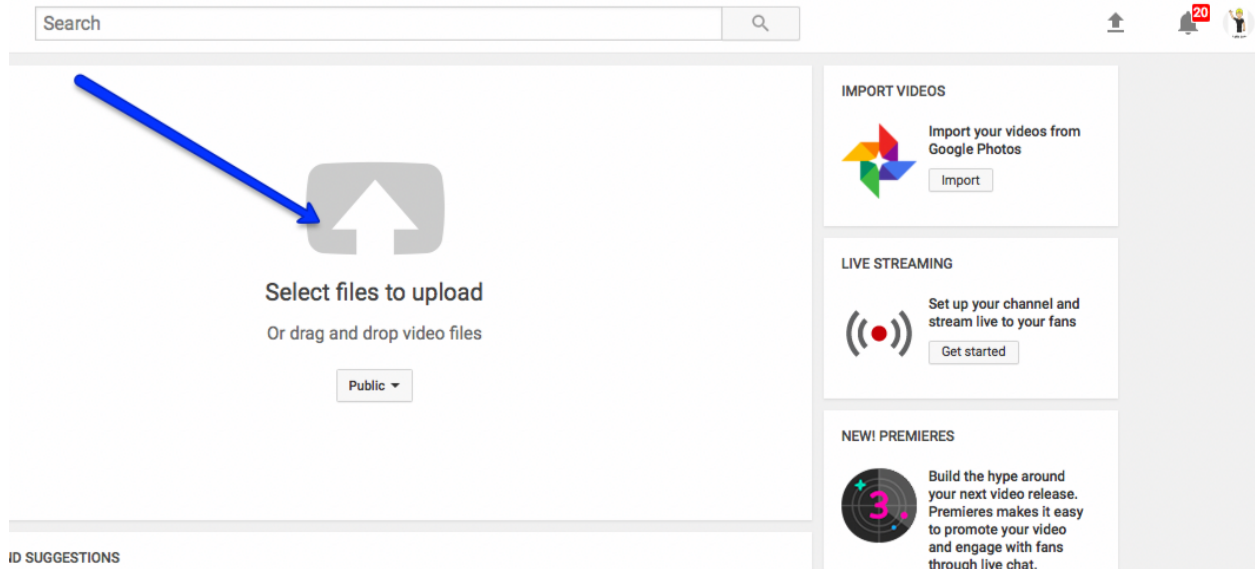 Search
20
Select files to upload
Or drag and drop video files
Public
IMPORT VIDEOS
Import your videos from
Google Photos
Import
LIVE STREAMING
Set up your channel and
stream live to your fans
Get started
NEW! PREMIERES
3
Build the hype around
your next video release.
Premieres makes it easy
to promote your video
and engage with fans
through live chat.
ID SUGGESTIONS